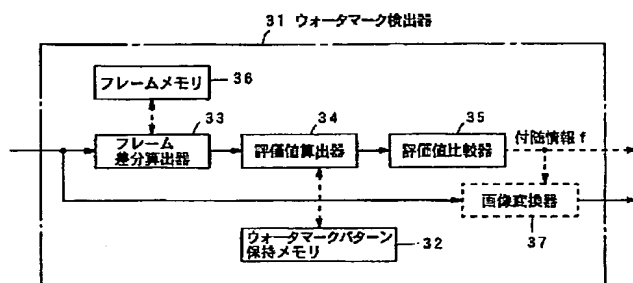 31 ウォータマーク検出器
フレームメモリ
36
33
34
35
フレーム
差分算出器
評価値算出器
評価値比較器
付随情報 f
画像変換器
37
ウォータマークパターン
保持メモリ
32